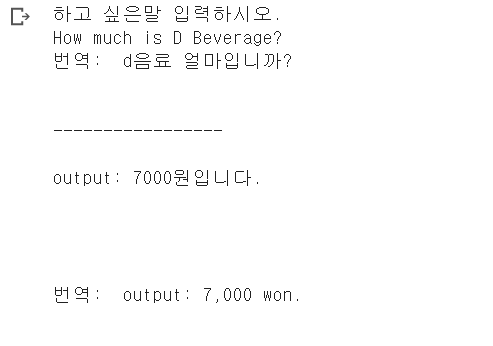 하고 싶은말 입력하시오.
How much is D Beverage?
번역:  d음료 얼마입니까?
-----------------
output: 7000원입니다.
번역:  output: 7,000 won.